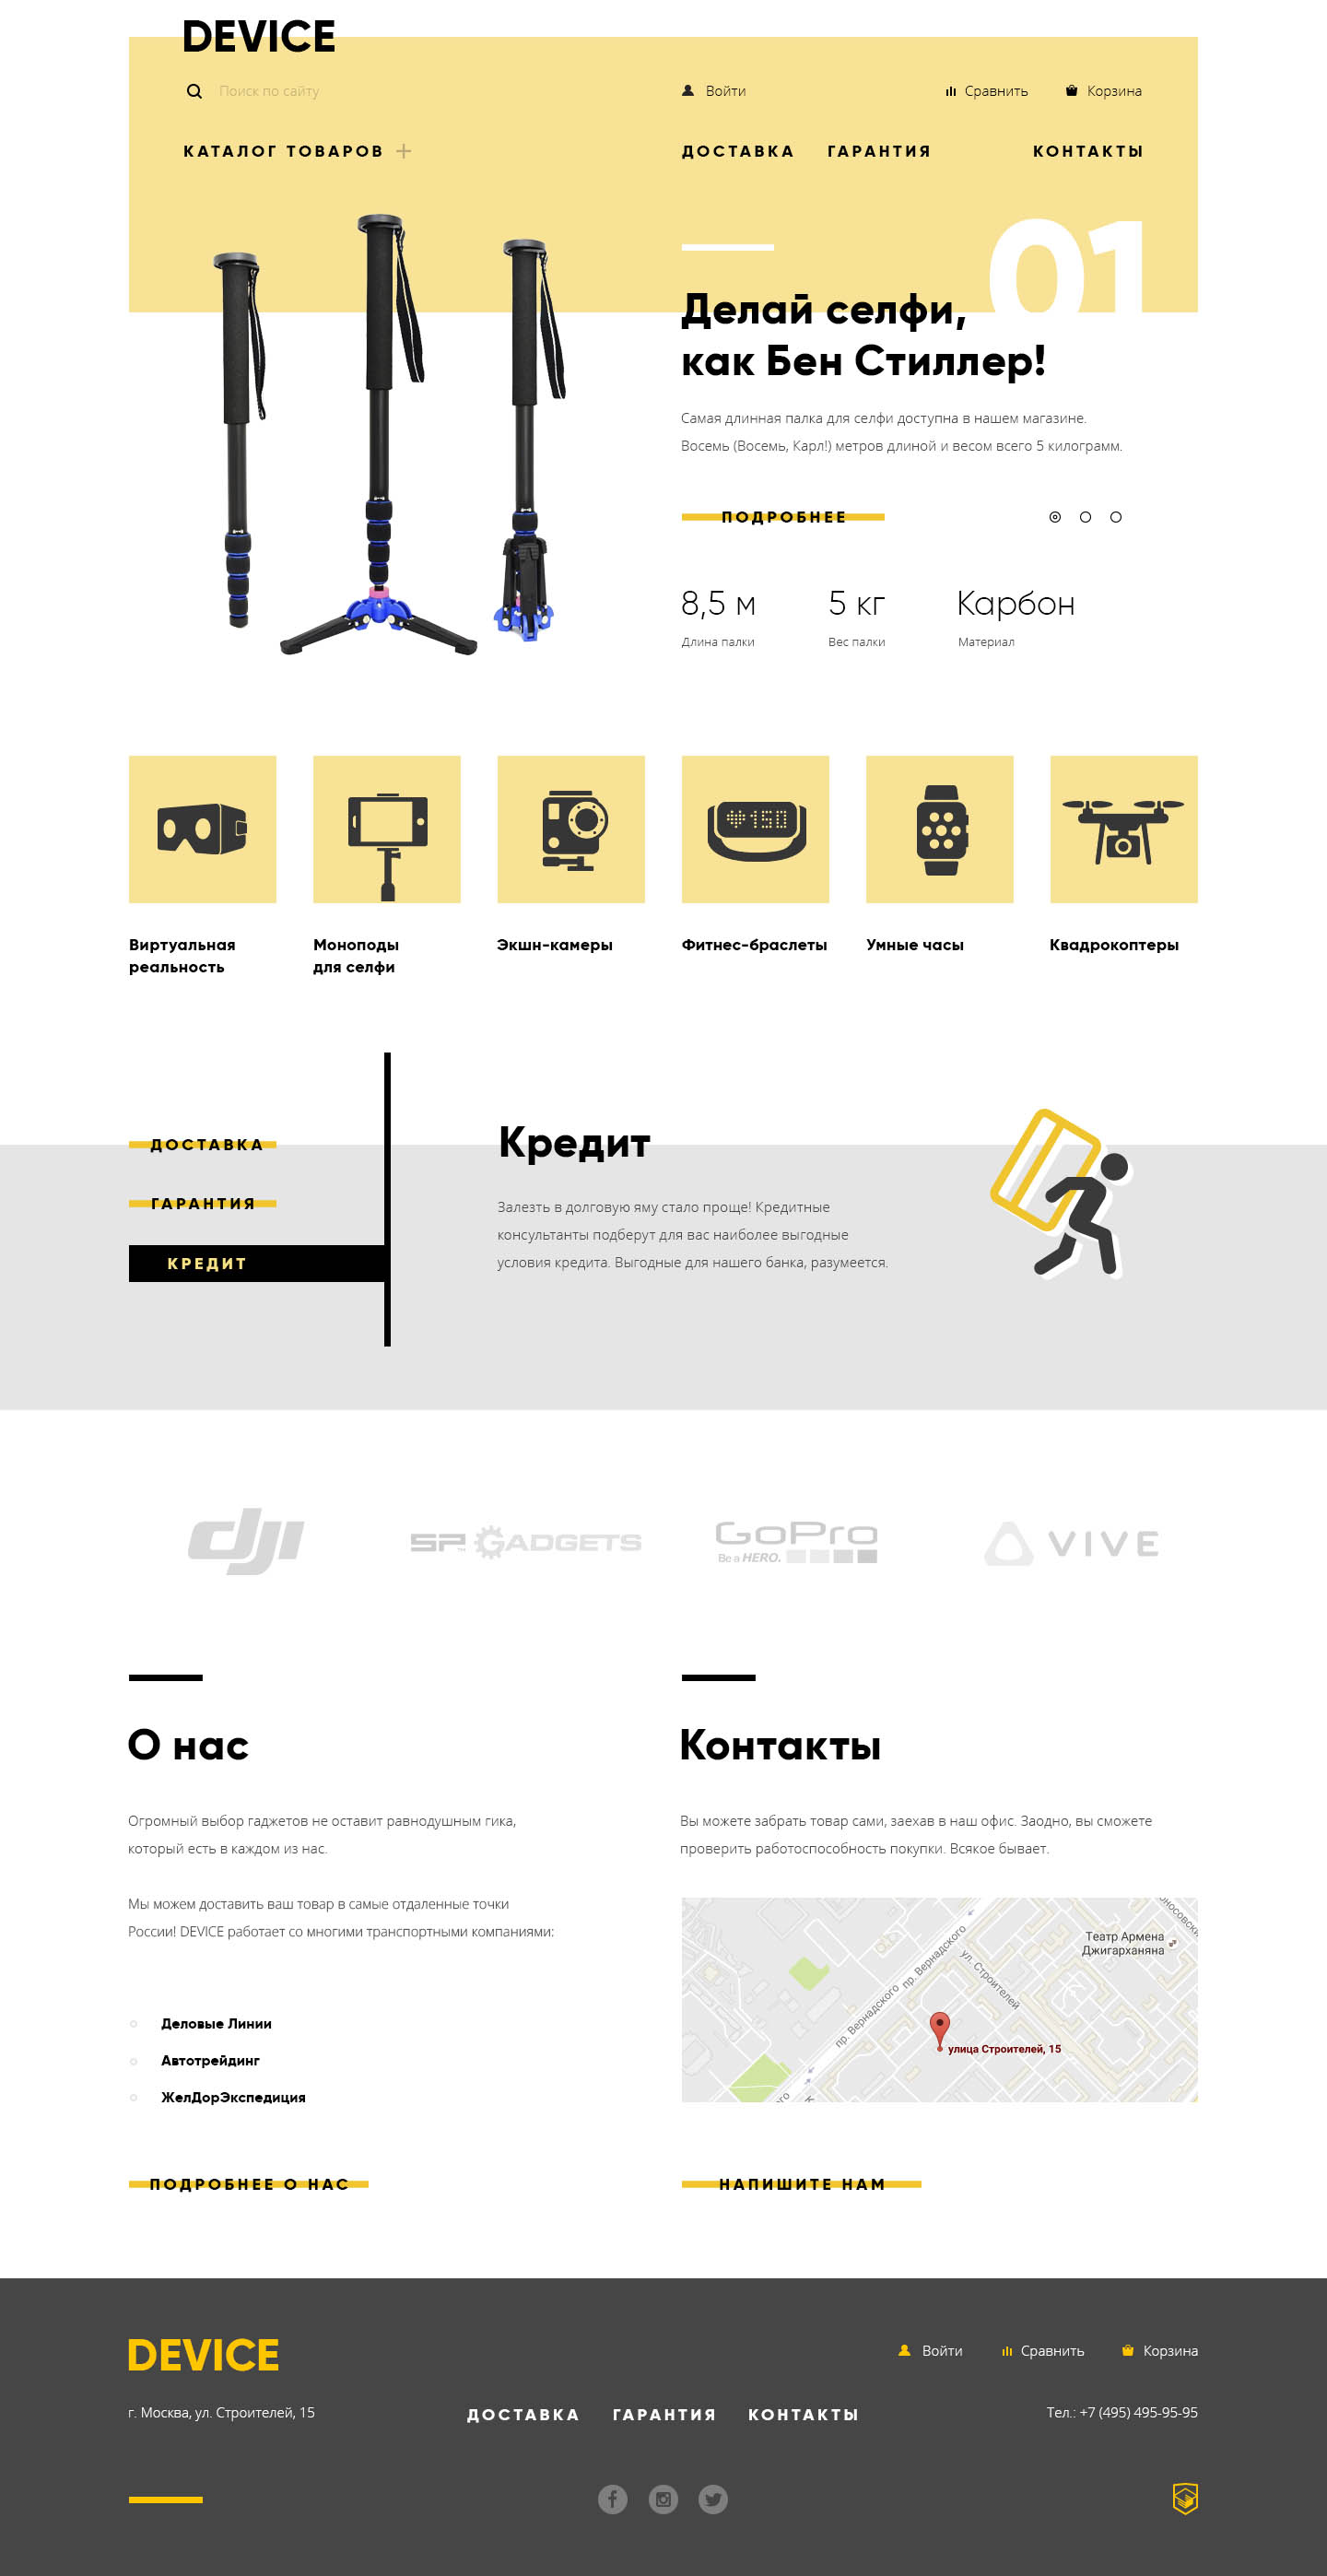 DEVICE
Поиск по сайту
Войти
Сравнить
Корзина
КАТАЛОГ ТОВАРОВ +
ДОСТАВКА
ГАРАНТИЯ
КОНТАКТЫ
01
Делай селфи,
как Бен Стиллер!
Самая длинная палка для селфи доступна в нашем магазине.
Восемь (Восемь, Карл!) метров длиной и весом всего 5 килограмм.
ПОДРОБНЕЕ
8,5 м
5 кг
Карбон
Длина палки
Вес палки
Материал
150
Виртуальная
реальность
Моноподы
для селфи
Экшн-камеры
Фитнес-браслеты
Умные часы
Квадрокоптеры
ДОСТАВКА
ГАРАНТИЯ
КРЕДИТ
Кредит
Залезть в долговую яму стало проще! Кредитные
консультанты подберут для вас наиболее выгодные
условия кредита. Выгодные для нашего банка, разумеется.
dji
SP GADGETS
GoPro
Be a HERO.
VIVE
О нас
Огромный выбор гаджетов не оставит равнодушным гика,
который есть в каждом из нас.
Мы можем доставить ваш товар в самые отдаленные точки
России! DEVICE работает со многими транспортными компаниями:
Деловые Линии
Автотрейдинг
ЖелДорЭкспедиция
ПОДРОБНЕЕ О НАС
Контакты
Вы можете забрать товар сами, заехав в наш офис. Заодно, вы сможете
проверить работоспособность покупки. Всякое бывает.
Театр Армена
Джигарханяна
пр. Вернадского
ул. Строителей
пр. Вернадского
улица Строителей, 15
НАПИШИТЕ НАМ
DEVICE
Войти
Сравнить
Корзина
г. Москва, ул. Строителей, 15
ДОСТАВКА
ГАРАНТИЯ
КОНТАКТЫ
Тел.: +7 (495) 495-95-95